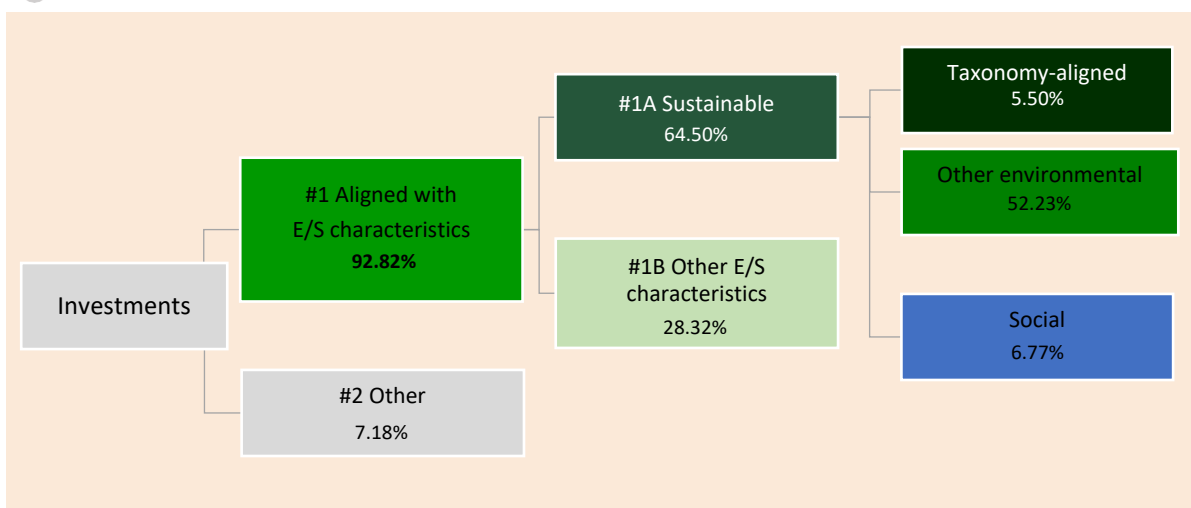 Investments
#1 Aligned with
E/S characteristics
92.82%
#2 Other
7.18%
#1A Sustainable
64.50%
#1B Other E/S
characteristics
28.32%
Taxonomy-aligned
5.50%
Other environmental
52.23%
Social
6.77%